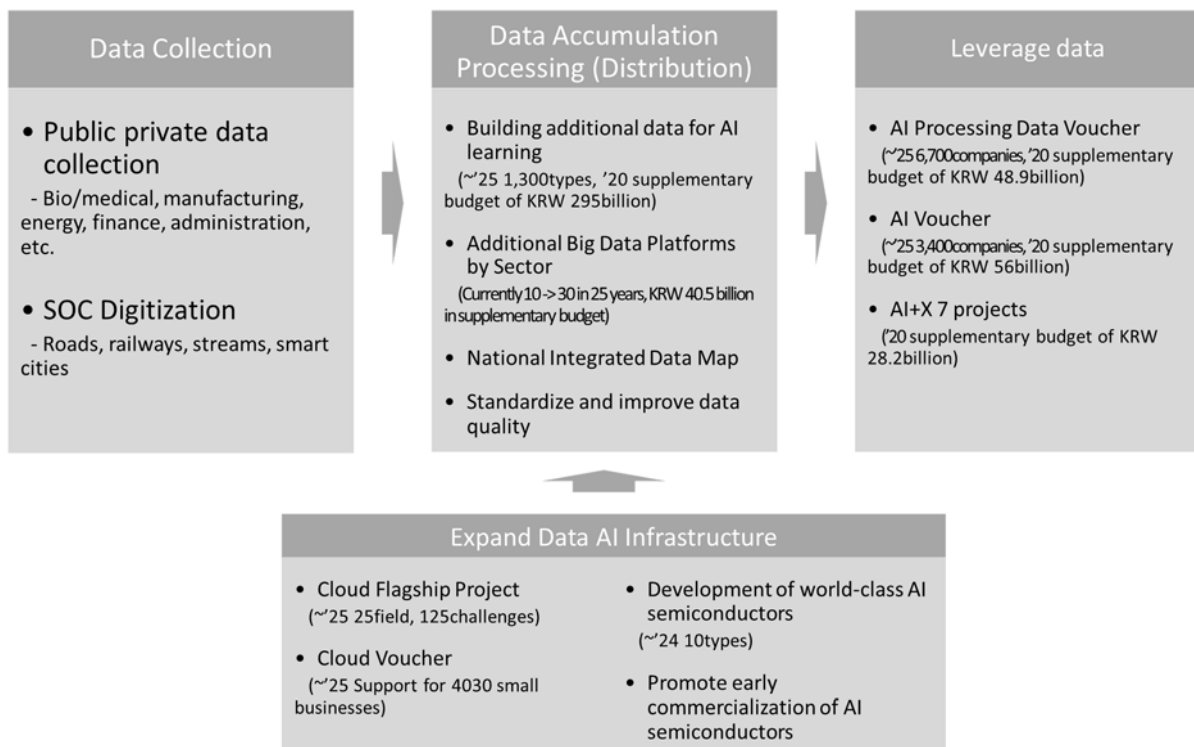 Data Collection
• Public private data
collection
- Bio/medical, manufacturing,
energy, finance, administration,
etc.
• SOC Digitization
- Roads, railways, streams, smart
cities
Data Accumulation
Processing (Distribution)
• Building additional data for AI
learning
(~’25 1,300types, ’20 supplementary
budget of KRW 295billion)
• Additional Big Data Platforms
by Sector
(Currently 10 -> 30 in 25 years, KRW 40.5 billion
in supplementary budget)
• National Integrated Data Map
• Standardize and improve data
quality
Leverage data
• AI Processing Data Voucher
(~’25 6,700companies, ’20 supplementary
budget of KRW 48.9billion)
• AI Voucher
(~’25 3,400companies, ’20 supplementary
budget of KRW 56billion)
• AI+X 7 projects
(’20 supplementary budget of KRW
28.2billion)
Expand Data AI Infrastructure
• Cloud Flagship Project
(~’25 25field, 125challenges)
• Cloud Voucher
(~’25 Support for 4030 small
businesses)
• Development of world-class AI
semiconductors
(~’24 10types)
• Promote early
commercialization of AI
semiconductors